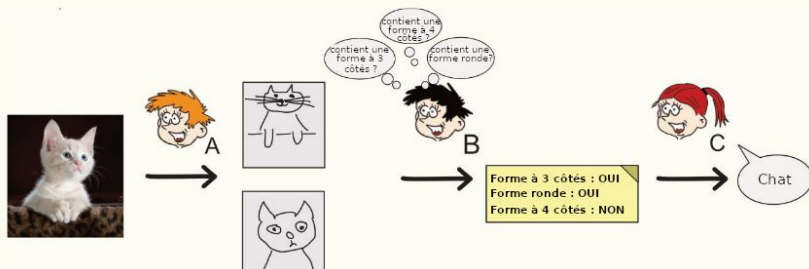 contient une
forme à 4
côtés ?
contient une
forme à 3
côtés ?
contient une
forme ronde?
A
B
C
Forme à 3 côtés : OUI
Forme ronde : OUI
Forme à 4 côtés : NON
Chat